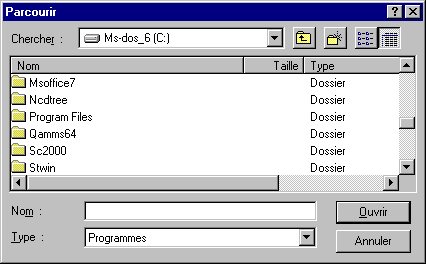 Parcourir
Chercher : Ms-dos_6 (C:)
Nom Taille Type
Msoffice7 Dossier
Ncdtree Dossier
Program Files Dossier
Qamms64 Dossier
Sc2000 Dossier
Stwin Dossier
Nom : Ouvrir
Type : Programmes Annuler